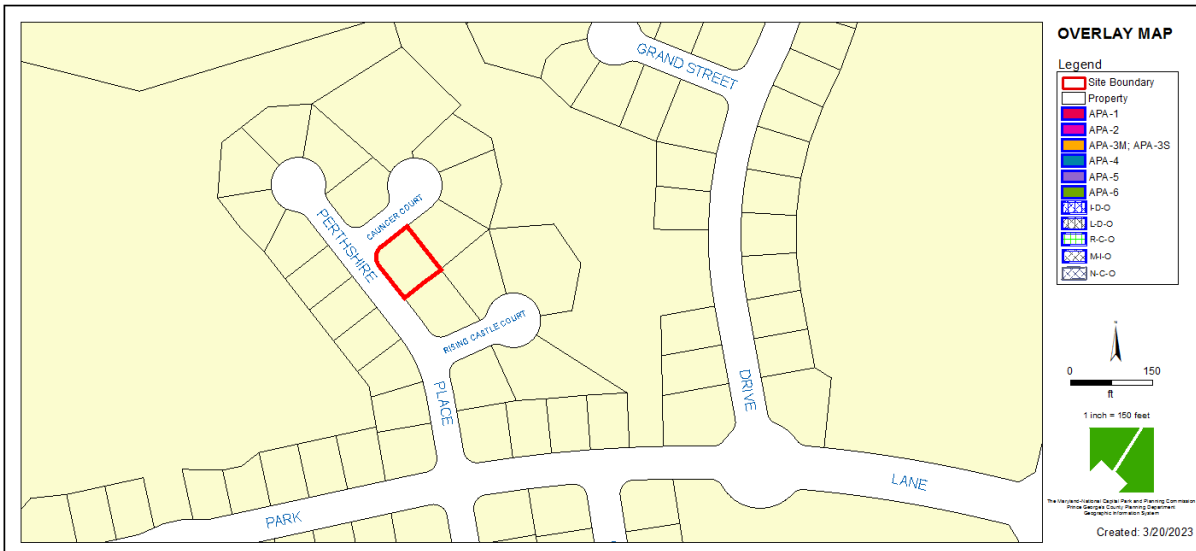 GRAND STREET
CAUNCER COURT
PERTHSHIRE
RISING CASTLE COURT
PLACE
DRIVE
LANE
PARK
OVERLAY MAP
Legend
Site Boundary
Property
APA-1
APA-2
APA-3M; APA-3S
APA-4
APA-5
APA-6
I-D-O
L-D-O
R-C-O
M-I-O
N-C-O
0 150
ft
1 inch = 150 feet
The Maryland-National Capital Park and Planning Commission
Prince George's County Planning Department
Geographic Information System
Created: 3/20/2023